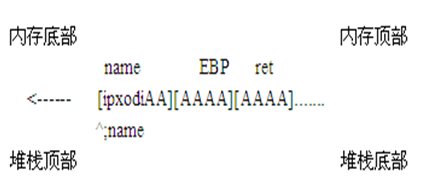 内存底部 内存顶部
name EBP ret
<------ [ipxodiAA][AAAA][AAAA].......
^;name
堆栈顶部 堆栈底部